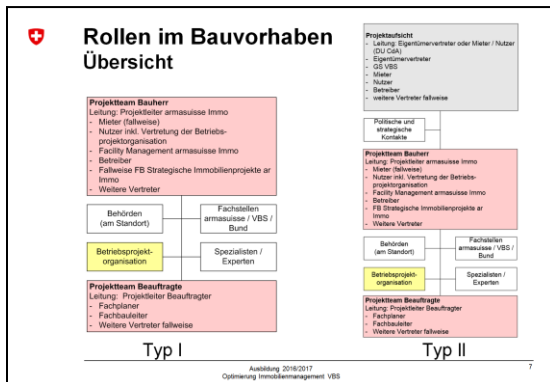 Rollen im Bauvorhaben
Übersicht
Projektteam Bauherr
Leitung: Projektleiter armasuisse Immo
- Mieter (fallweise)
- Nutzer inkl. Vertretung der Betriebs-
projektorganisation
- Facility Management armasuisse Immo
- Betreiber
- Fallweise FB Strategische Immobilienprojekte ar
Immo
- Weitere Vertreter
Behörden
(am Standort)
Fachstellen
armasuisse / VBS /
Bund
Betriebsprojekt-
organisation
Spezialisten /
Experten
Projektteam Beauftragte
Leitung: Projektleiter Beauftragter
- Fachplaner
- Fachbauleiter
- Weitere Vertreter fallweise
Typ I
Projektaufsicht
- Leitung: Eigentümervertreter oder Mieter / Nutzer
(DU CdA)
- Eigentümervertreter
- GS VBS
- Mieter
- Nutzer
- Betreiber
- weitere Vertreter fallweise
Politische und
strategische
Kontakte
Projektteam Bauherr
Leitung: Projektleiter armasuisse Immo
- Mieter (fallweise)
- Nutzer inkl. Vertretung der Betriebs-
projektorganisation
- Facility Management armasuisse Immo
- Betreiber
- FB Strategische Immobilienprojekte ar
Immo
- Weitere Vertreter
Behörden
(am Standort)
Fachstellen
armasuisse / VBS /
Bund
Betriebsprojekt-
organisation
Spezialisten /
Experten
Projektteam Beauftragte
Leitung: Projektleiter Beauftragter
- Fachplaner
- Fachbauleiter
- Weitere Vertreter fallweise
Typ II
Ausbildung 2016/2017
Optimierung Immobilienmanagement VBS
7